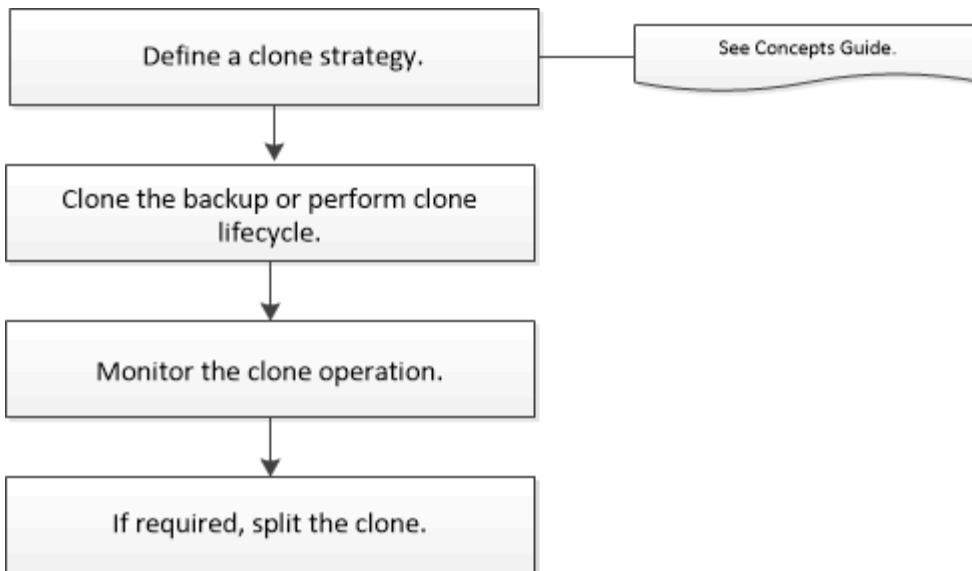 Define a clone strategy.
See Concepts Guide.
Clone the backup or perform clone
lifecycle.
Monitor the clone operation.
If required, split the clone.